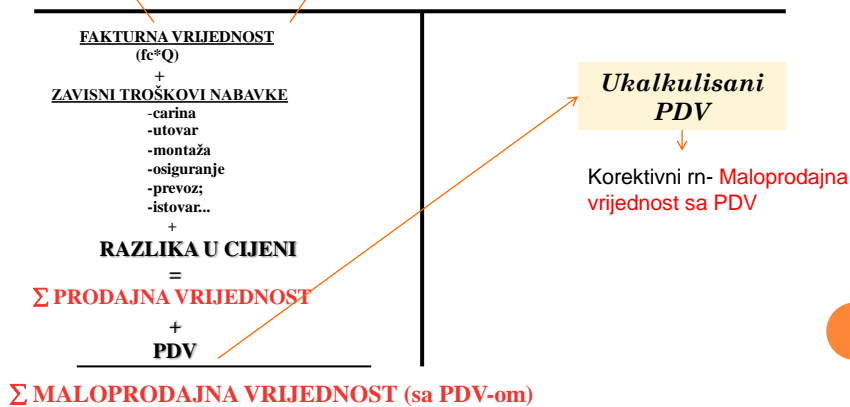 FAKTURNA VRIJEDNOST
(fc*Q)
+
ZAVISNI TROŠKOVI NABAVKE
-carina
-utovar
-montaža
-osiguranje
-prevoz;
-istovar...
+
RAZLIKA U CIJENI
=
∑ PRODAJNA VRIJEDNOST
+
PDV
∑ MALOPRODAJNA VRIJEDNOST (sa PDV-om)
Ukalkulisani
PDV
Korektivni rn- Maloprodajna
vrijednost sa PDV